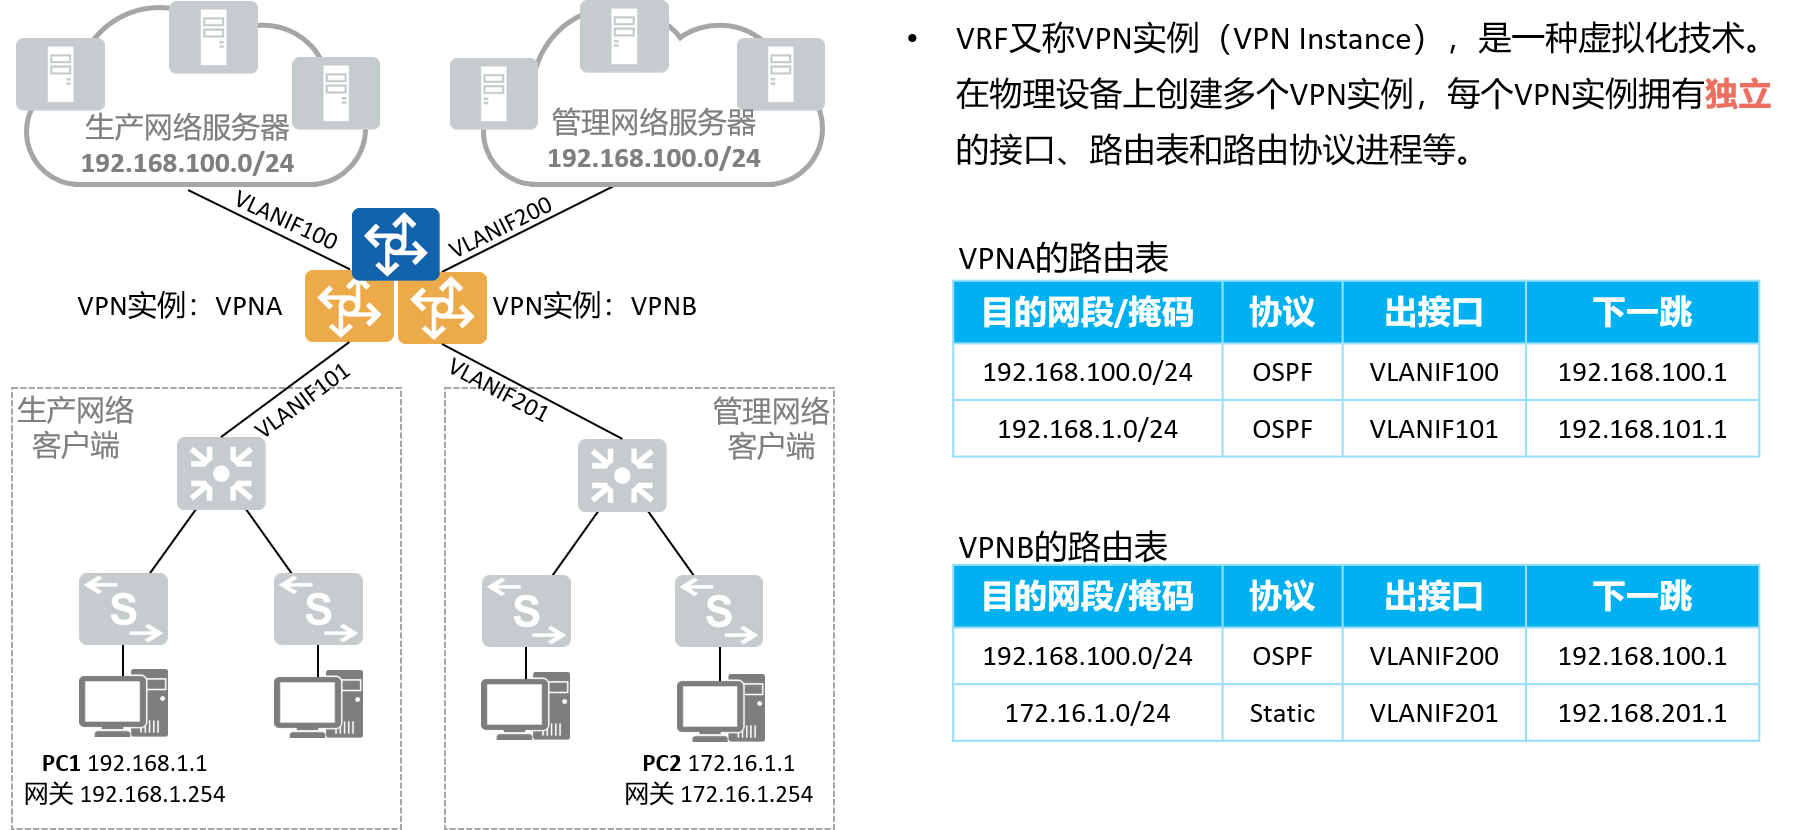 生产网络服务器
192.168.100.0/24
管理网络服务器
192.168.100.0/24
VLANIF100
VLANIF200
VPN实例：VPNA
VPN实例：VPNB
VLANIF101
VLANIF201
生产网络
客户端
管理网络
客户端
S
S
S
S
PC1 192.168.1.1
网关 192.168.1.254
PC2 172.16.1.1
网关 172.16.1.254
• VRF又称VPN实例（VPN Instance），是一种虚拟化技术。
在物理设备上创建多个VPN实例，每个VPN实例拥有独立
的接口、路由表和路由协议进程等。
VPNA的路由表
目的网段/掩码 协议 出接口 下一跳
192.168.100.0/24 OSPF VLANIF100 192.168.100.1
192.168.1.0/24 OSPF VLANIF101 192.168.101.1
VPNB的路由表
目的网段/掩码 协议 出接口 下一跳
192.168.100.0/24 OSPF VLANIF200 192.168.100.1
172.16.1.0/24 Static VLANIF201 192.168.201.1